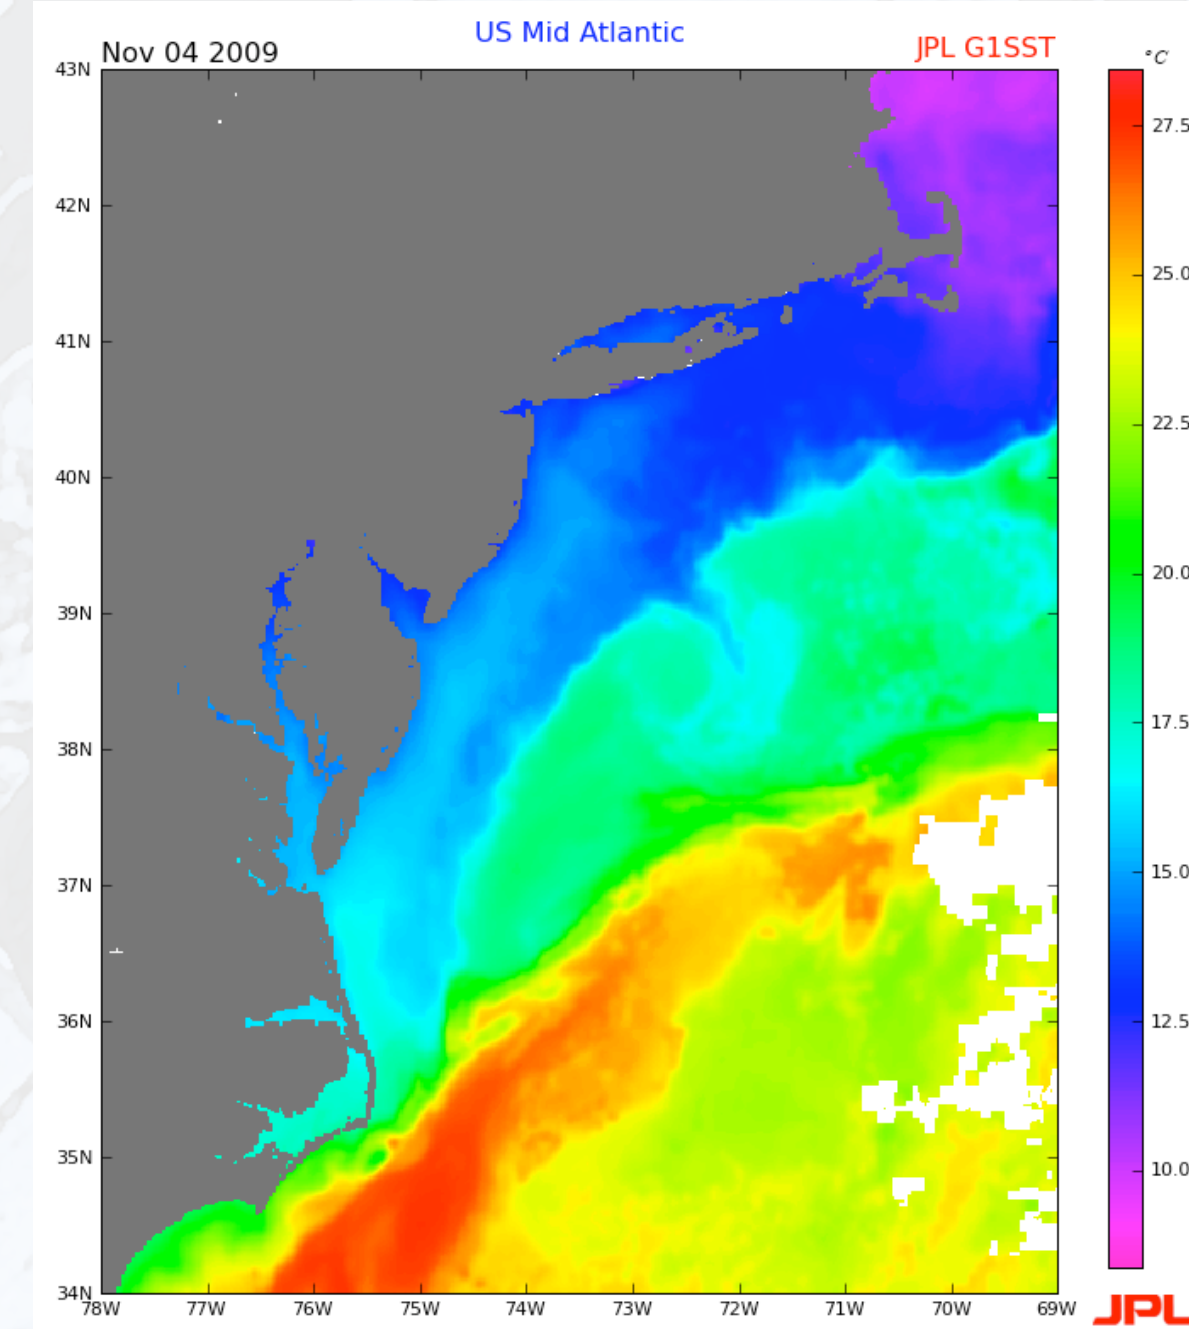 US Mid Atlantic
Nov 04 2009
JPL G1SST
°C
43N
42N
41N
40N
39N
38N
37N
36N
35N
34N
78W 77W 76W 75W 74W 73W 72W 71W 70W 69W
27.5
25.0
22.5
20.0
17.5
15.0
12.5
10.0
JPL